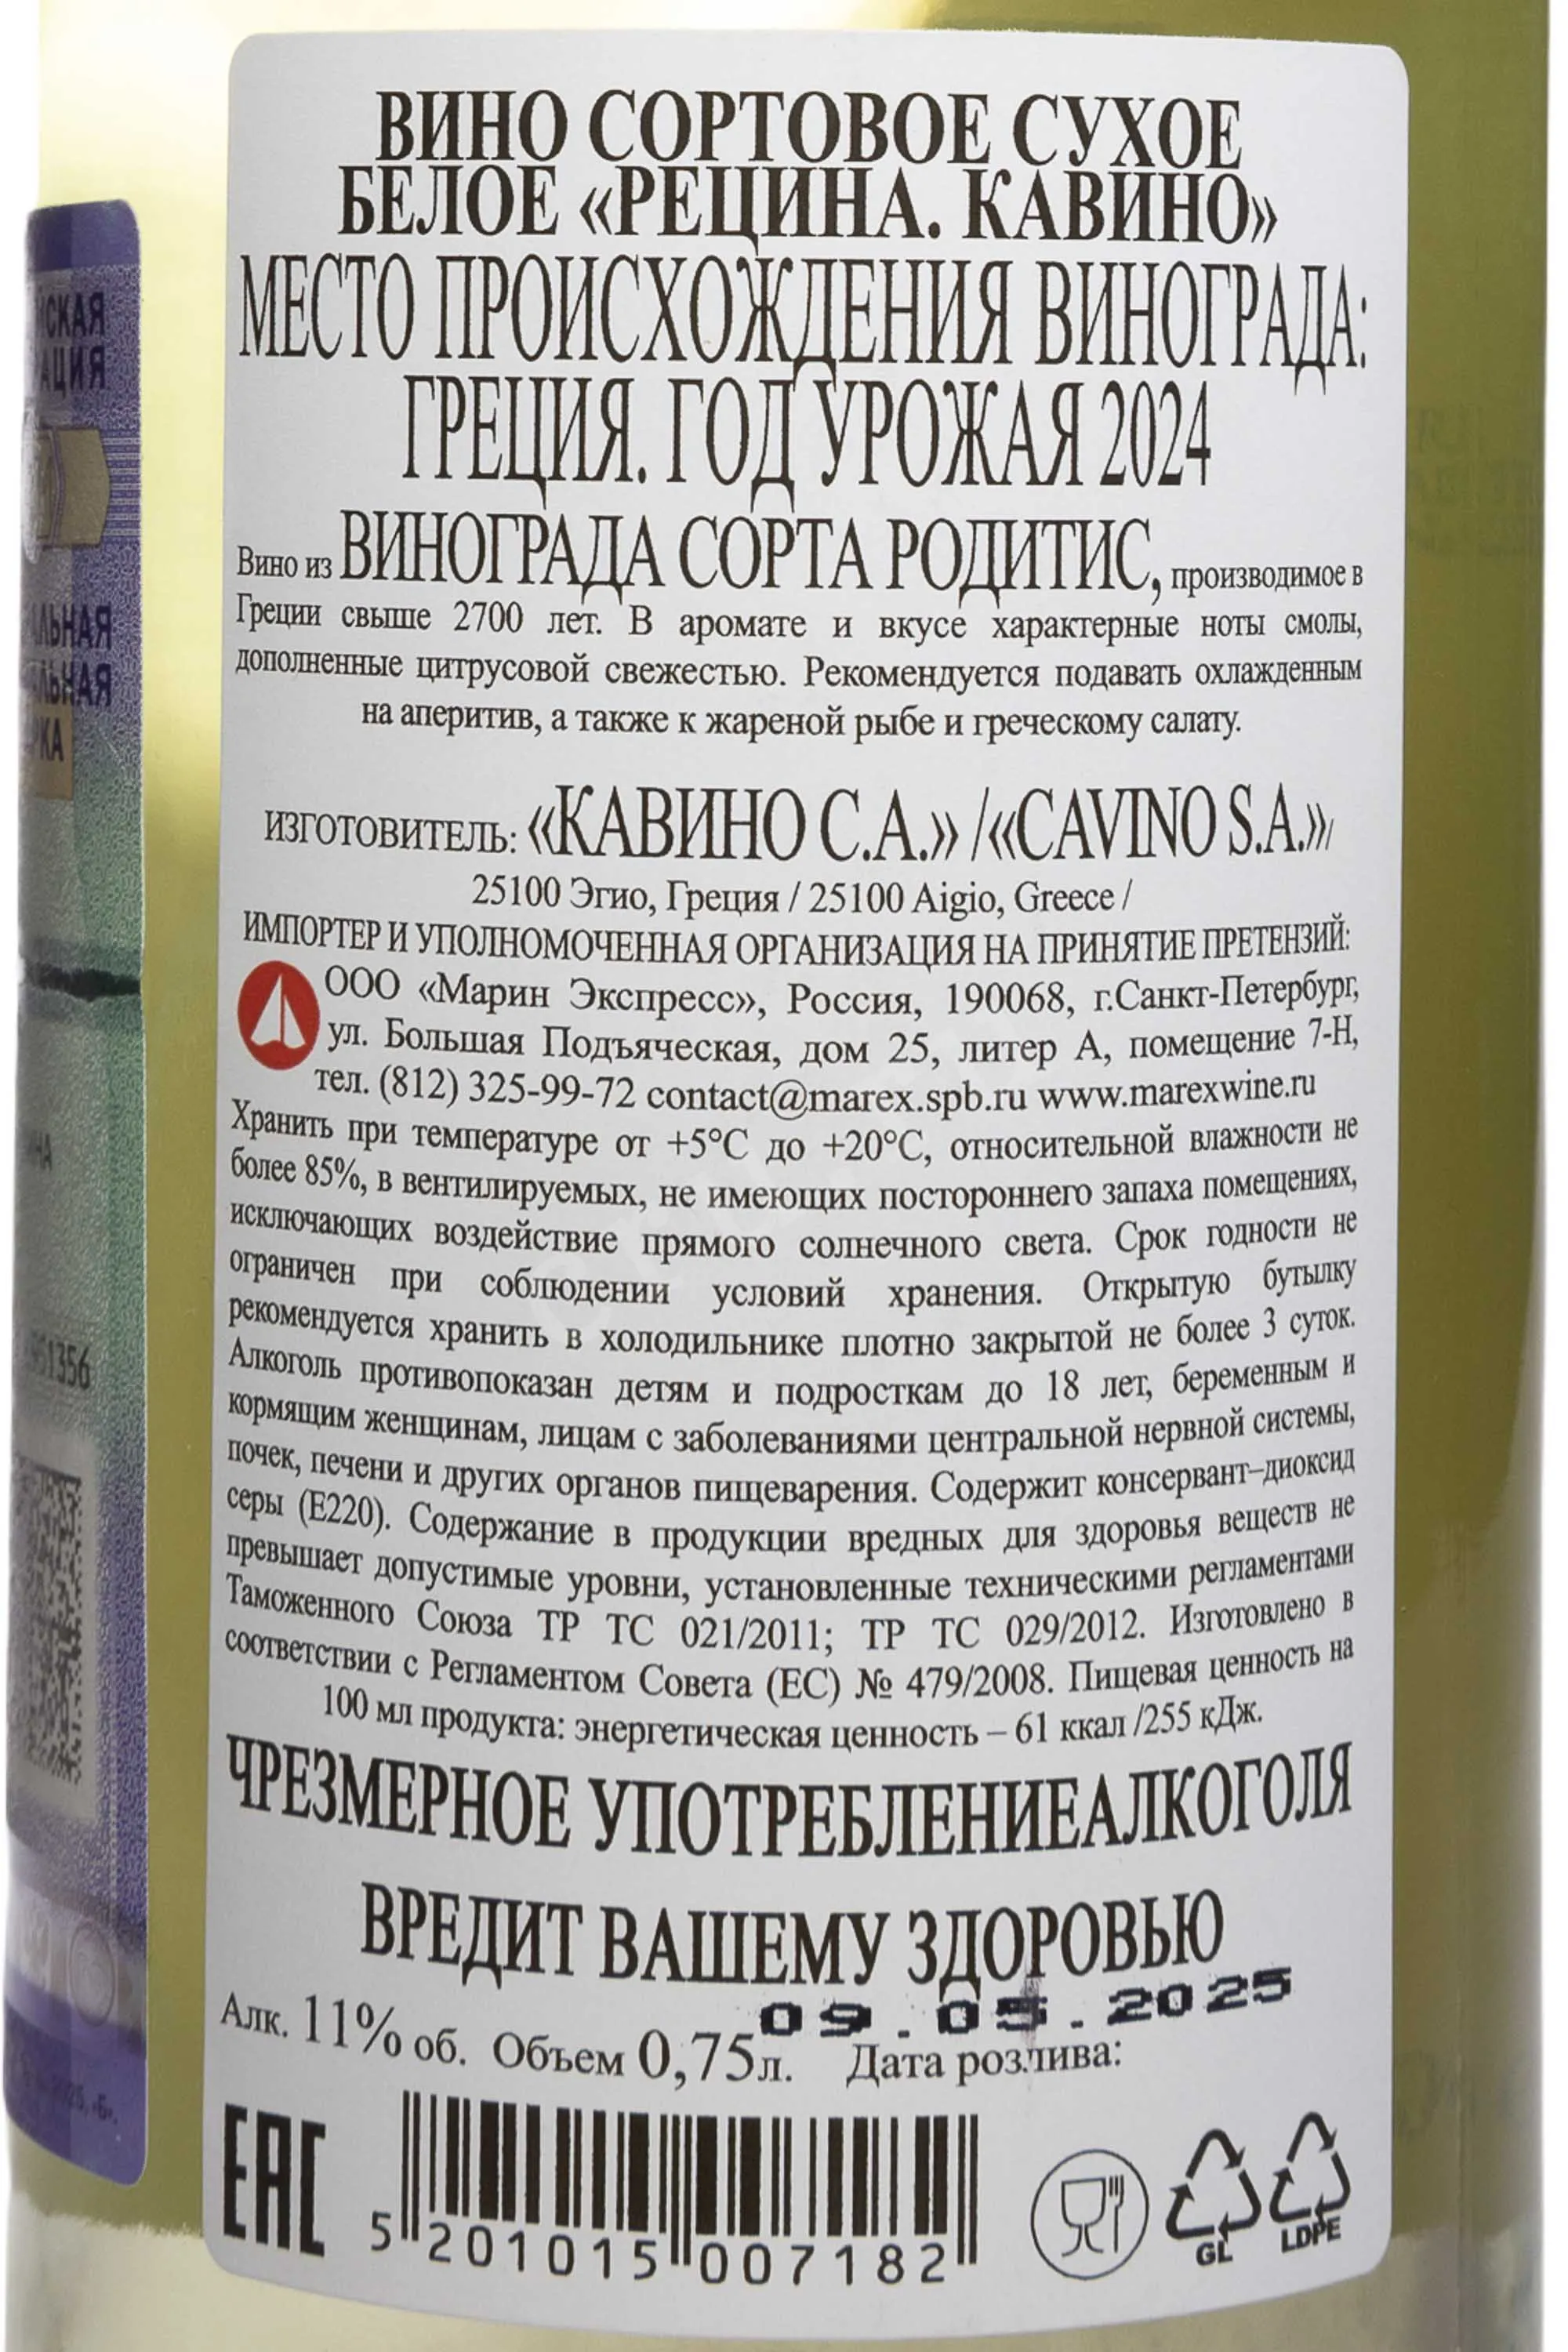 ВИНО СОРТОВОЕ СУХОЕ
БЕЛОЕ «РЕЦИНА. КАВИНО»
МЕСТО ПРОИСХОЖДЕНИЯ ВИНОГРАДА:
ГРЕЦИЯ. ГОД УРОЖАЯ 2024
Вино из ВИНОГРАДА СОРТА РОДИТИС, производимое в
Греции свыше 2700 лет. В аромате и вкусе характерные ноты смолы,
дополненные цитрусовой свежестью. Рекомендуется подавать охлажденным
на аперитив, а также к жареной рыбе и греческому салату.
ИЗГОТОВИТЕЛЬ: «КАВИНО С.А.» /«CAVINO S.A.»/
25100 Эгио, Греция / 25100 Aigio, Greece /
ИМПОРТЕР И УПОЛНОМОЧЕННАЯ ОРГАНИЗАЦИЯ НА ПРИНЯТИЕ ПРЕТЕНЗИЙ:
ООО «Марин Экспресс», Россия, 190068, г.Санкт-Петербург,
ул. Большая Подъяческая, дом 25, литер А, помещение 7-Н,
тел. (812) 325-99-72 contact@marex.spb.ru www.marexwine.ru
Хранить при температуре от +5°С до +20°С, относительной влажности не
более 85%, в вентилируемых, не имеющих постороннего запаха помещениях,
исключающих воздействие прямого солнечного света. Срок годности не
ограничен при соблюдении условий хранения. Открытую бутылку
рекомендуется хранить в холодильнике плотно закрытой не более 3 суток.
Алкоголь противопоказан детям и подросткам до 18 лет, беременным и
кормящим женщинам, лицам с заболеваниями центральной нервной системы,
почек, печени и других органов пищеварения. Содержит консервант–диоксид
серы (Е220). Содержание в продукции вредных для здоровья веществ не
превышает допустимые уровни, установленные техническими регламентами
Таможенного Союза ТР ТС 021/2011; ТР ТС 029/2012. Изготовлено в
соответствии с Регламентом Совета (ЕС) № 479/2008. Пищевая ценность на
100 мл продукта: энергетическая ценность – 61 ккал /255 кДж.
ЧРЕЗМЕРНОЕ УПОТРЕБЛЕНИЕАЛКОГОЛЯ
ВРЕДИТ ВАШЕМУ ЗДОРОВЬЮ
09.05.2025
Алк. 11% об. Объем 0,75л. Дата розлива:
EAC
5 201015 007182
GL
LDPE